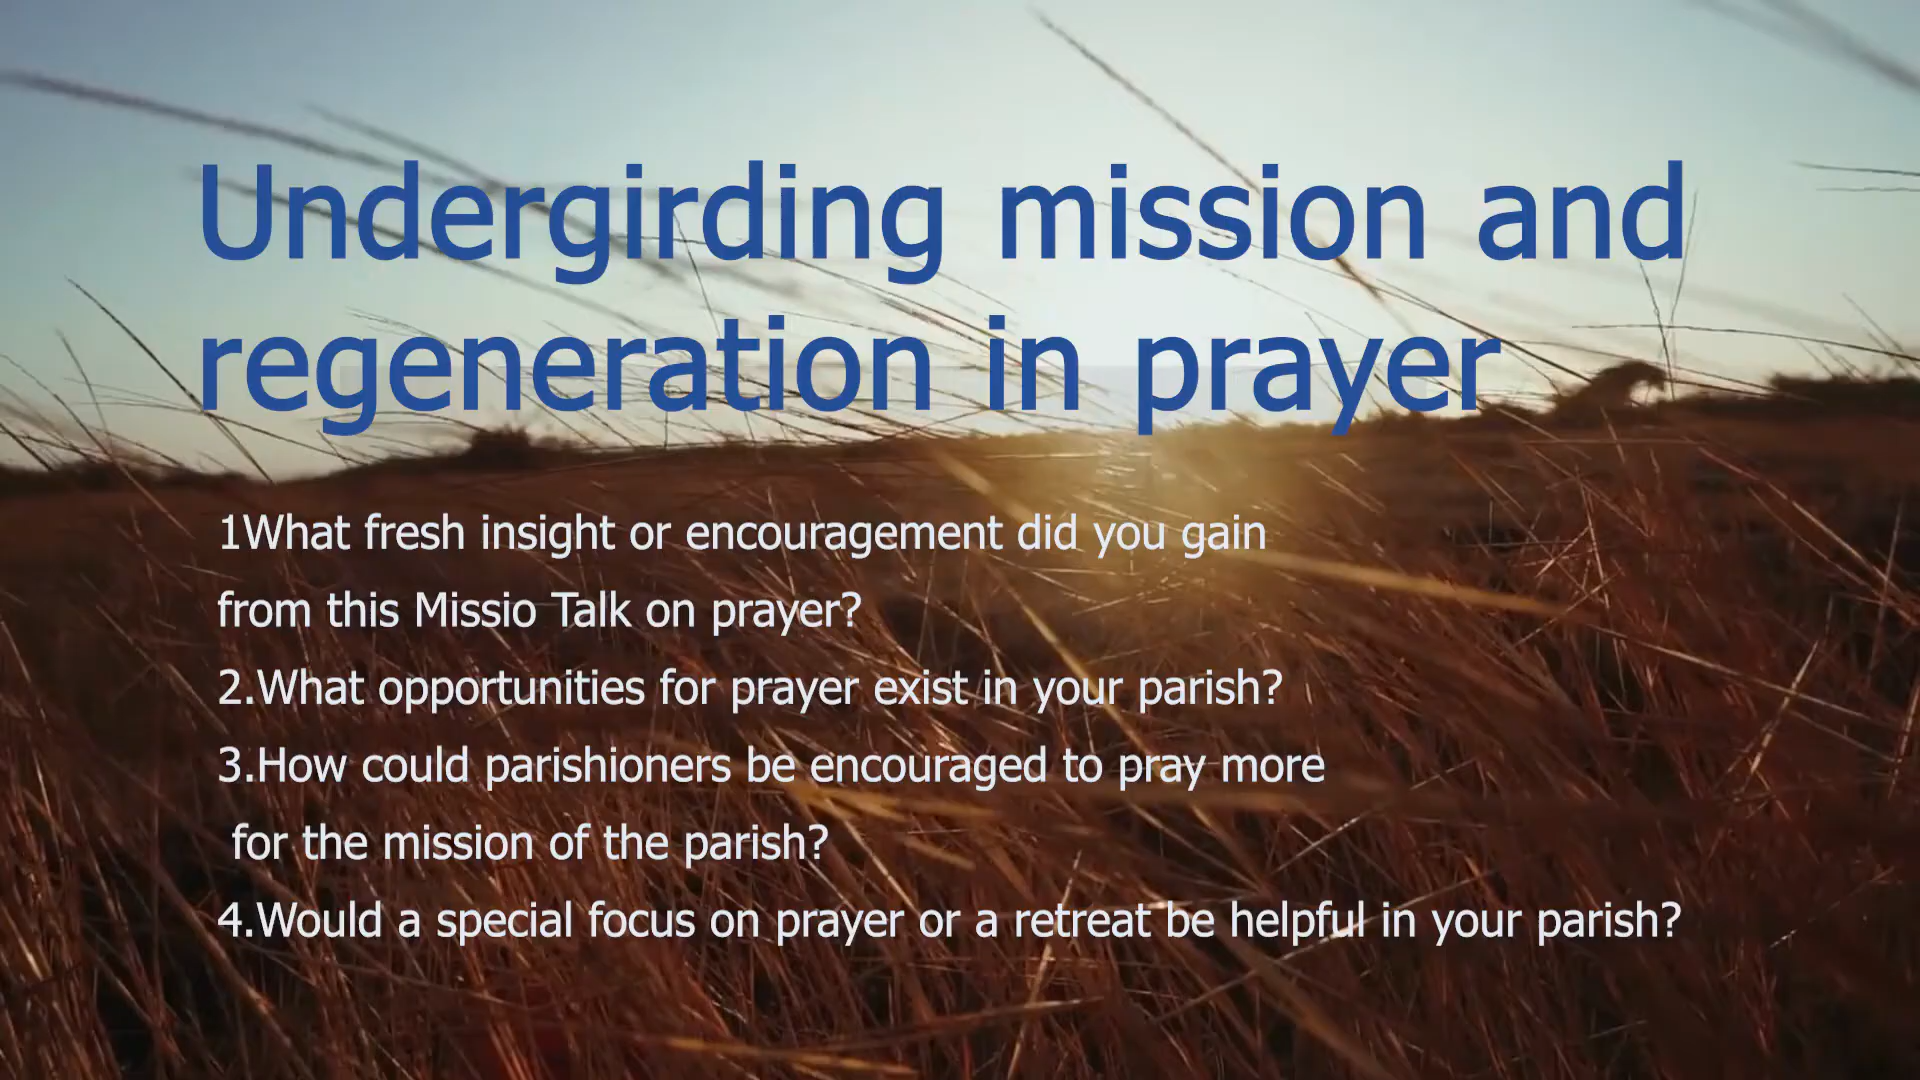 Undergirding mission and
regeneration in prayer
1What fresh insight or encouragement did you gain
from this Missio Talk on prayer?
2.What opportunities for prayer exist in your parish?
3.How could parishioners be encouraged to pray more
for the mission of the parish?
4.Would a special focus on prayer or a retreat be helpful in your parish?